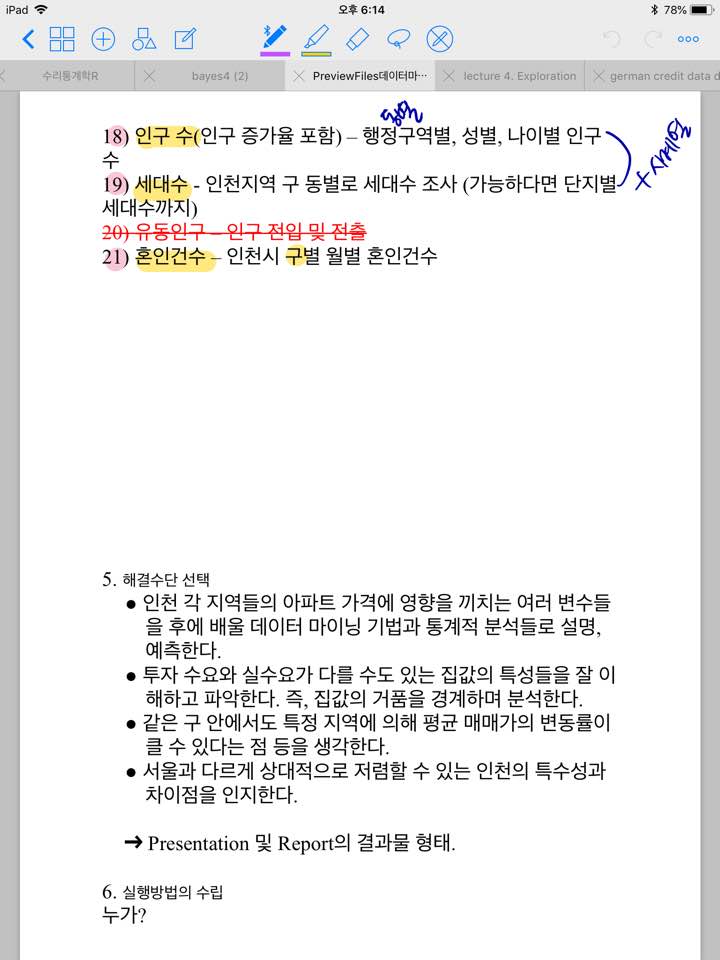 iPad 오후 6:14 78%
수리통계학R bayes4 (2) PreviewFiles데이터마… lecture 4. Exploration german credit data d
동별
18) 인구 수(인구 증가율 포함) – 행정구역별, 성별, 나이별 인구
수
19) 세대수 - 인천지역 구 동별로 세대수 조사 (가능하다면 단지별
세대수까지)
+ 시계열
20) 유동인구 – 인구 전입 및 전출
21) 혼인건수 – 인천시 구별 월별 혼인건수
5. 해결수단 선택
● 인천 각 지역들의 아파트 가격에 영향을 끼치는 여러 변수들
을 후에 배울 데이터 마이닝 기법과 통계적 분석들로 설명,
예측한다.
● 투자 수요와 실수요가 다를 수도 있는 집값의 특성들을 잘 이
해하고 파악한다. 즉, 집값의 거품을 경계하며 분석한다.
● 같은 구 안에서도 특정 지역에 의해 평균 매매가의 변동률이
클 수 있다는 점 등을 생각한다.
● 서울과 다르게 상대적으로 저렴할 수 있는 인천의 특수성과
차이점을 인지한다.
➔ Presentation 및 Report의 결과물 형태.
6. 실행방법의 수립
누가?